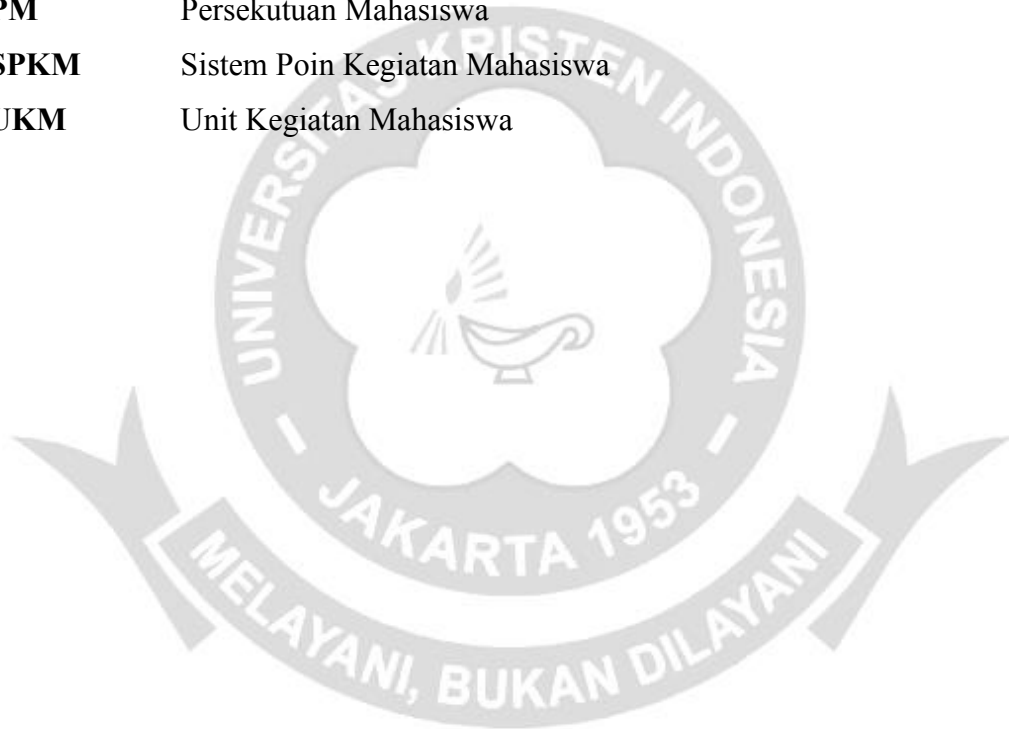 PM Persekutuan Mahasiswa
SPKM Sistem Poin Kegiatan Mahasiswa
UKM Unit Kegiatan Mahasiswa
UNIVERSITAS KRISTEN INDONESIA
- JAKARTA 1953 -
MELAYANI, BUKAN DILAYANI